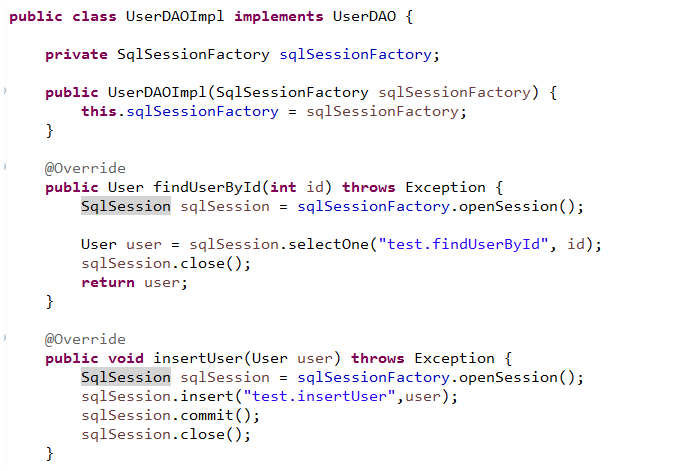 public class UserDAOImpl implements UserDAO {
private SqlSessionFactory sqlSessionFactory;
public UserDAOImpl(SqlSessionFactory sqlSessionFactory) {
this.sqlSessionFactory = sqlSessionFactory;
}
@Override
public User findUserById(int id) throws Exception {
SqlSession sqlSession = sqlSessionFactory.openSession();
User user = sqlSession.selectOne("test.findUserById", id);
sqlSession.close();
return user;
}
@Override
public void insertUser(User user) throws Exception {
SqlSession sqlSession = sqlSessionFactory.openSession();
sqlSession.insert("test.insertUser",user);
sqlSession.commit();
sqlSession.close();
}